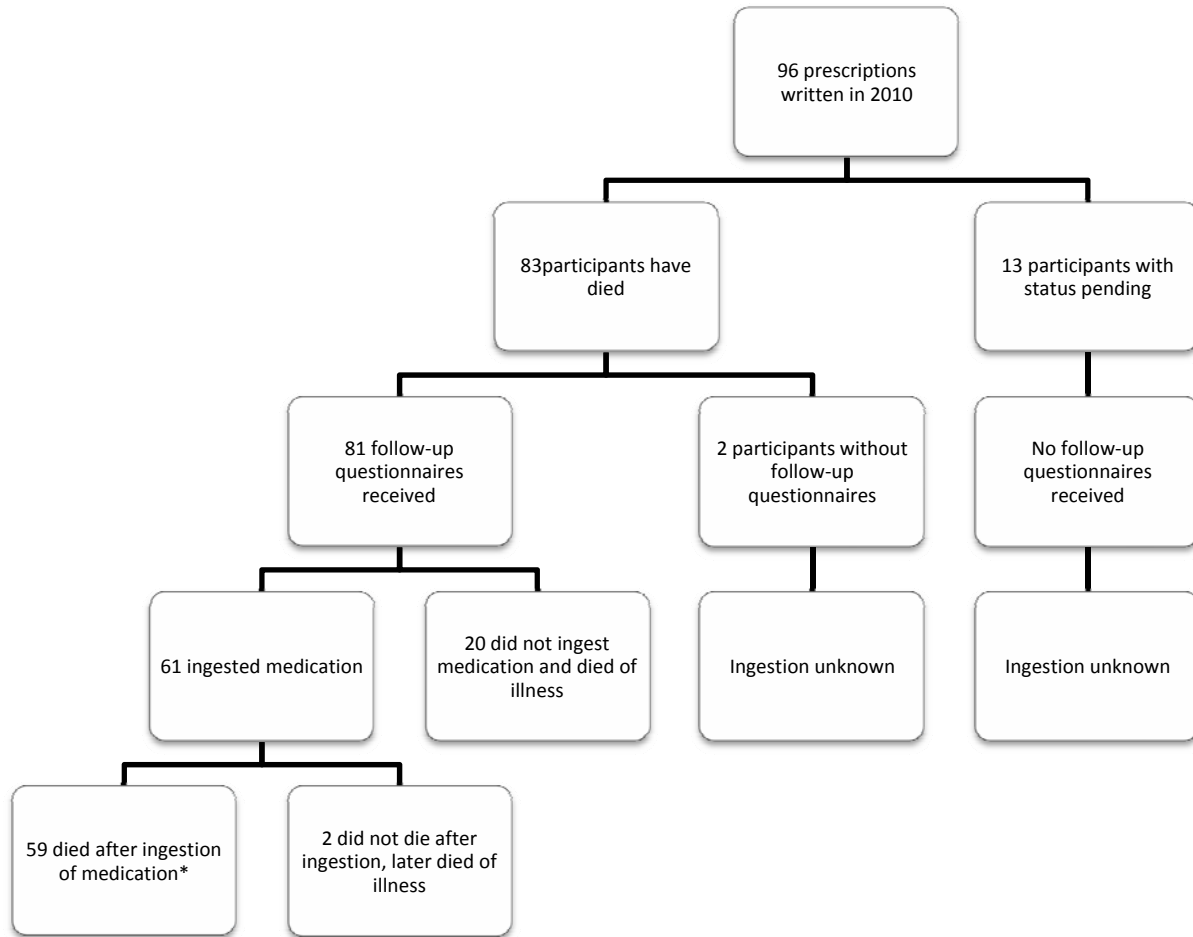 96 prescriptions
written in 2010
83participants have
died
13 participants with
status pending
81 follow-up
questionnaires
received
2 participants without
follow-up
questionnaires
No follow-up
questionnaires
received
61 ingested medication
20 did not ingest
medication and died of
illness
Ingestion unknown
Ingestion unknown
59 died after ingestion
of medication*
2 did not die after
ingestion, later died of
illness